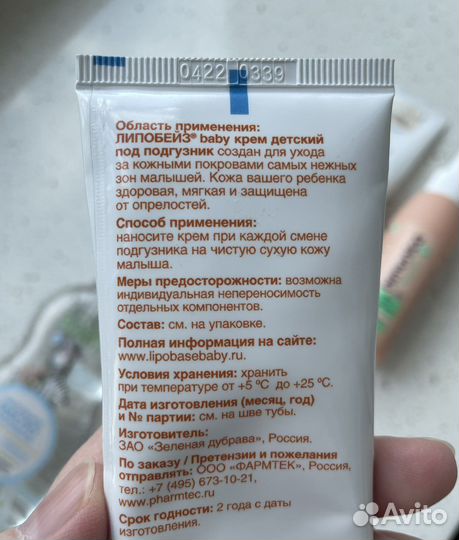 0422 0339
Область применения:
ЛИПОБЕЙЗ® baby крем детский
под подгузник создан для ухода
за кожными покровами самых нежных
зон малышей. Кожа вашего ребенка
здоровая, мягкая и защищена
от опрелостей.
Способ применения:
наносите крем при каждой смене
подгузника на чистую сухую кожу
малыша.
Меры предосторожности: возможна
индивидуальная непереносимость
отдельных компонентов.
Состав: см. на упаковке.
Полная информация на сайте:
www.lipobasebaby.ru.
Условия хранения: хранить
при температуре от +5 ºС до +25 ºС.
Дата изготовления (месяц, год)
и № партии: см. на шве тубы.
Изготовитель:
ЗАО «Зеленая дубрава», Россия.
По заказу / Претензии и пожелания
отправлять: ООО «ФАРМТЕК», Россия,
тел.: +7 (495) 673-10-21,
www.pharmtec.ru
Срок годности: 2 года с даты
изготовления.
Avito